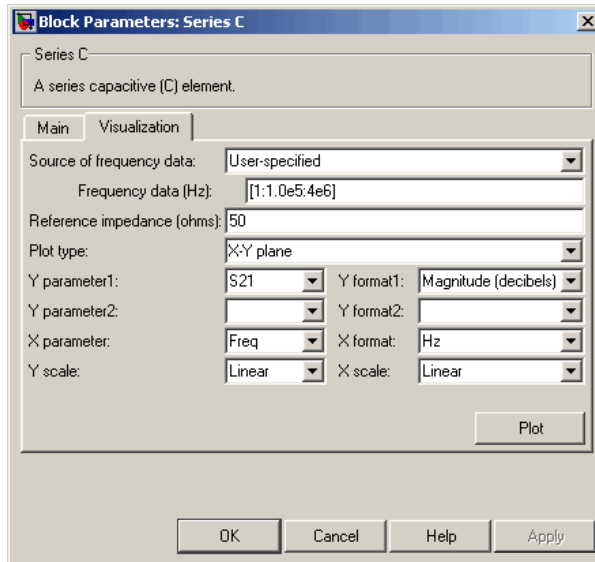 Block Parameters: Series C
Series C
A series capacitive (C) element.
Main Visualization
Source of frequency data: User-specified
Frequency data (Hz): [1:1.0e5:4e6]
Reference impedance (ohms): 50
Plot type: X-Y plane
Y parameter1: S21 Y format1: Magnitude (decibels)
Y parameter2: Y format2:
X parameter: Freq X format: Hz
Y scale: Linear X scale: Linear
Plot
OK Cancel Help Apply